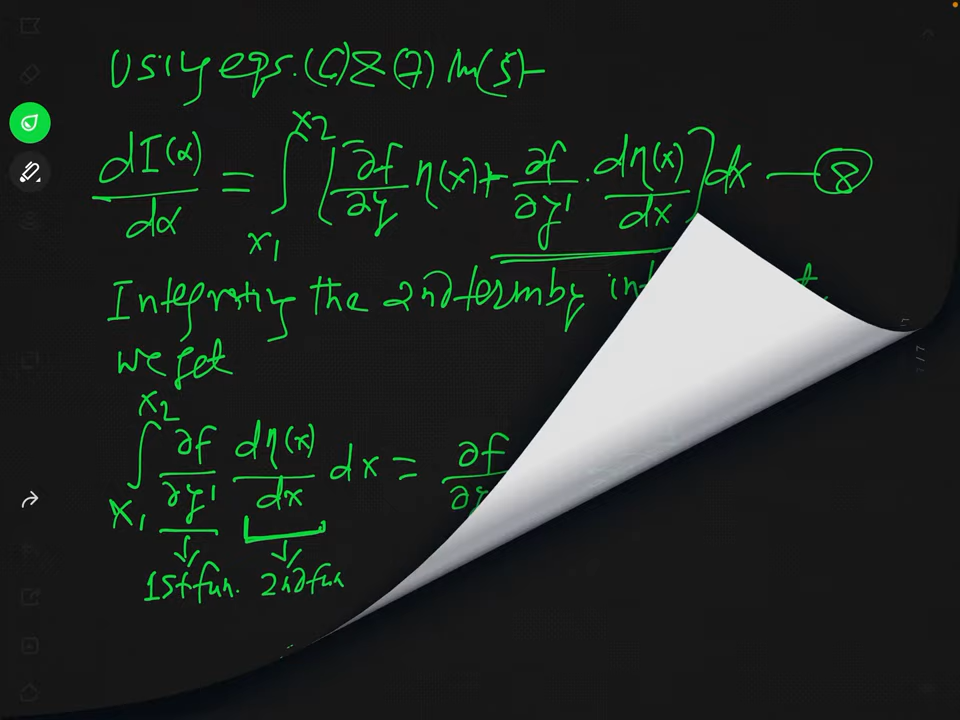 Using eqs. (6) & (7) in (5)-
dI(α)/dα = ∫_{x1}^{x2} [∂f/∂y η(x) + ∂f/∂y' · dη(x)/dx] dx — (8)
Integrating the 2nd term by
we get
∫_{x1}^{x2} ∂f/∂y' dη(x)/dx dx = ∂f
1st fun. 2nd fun